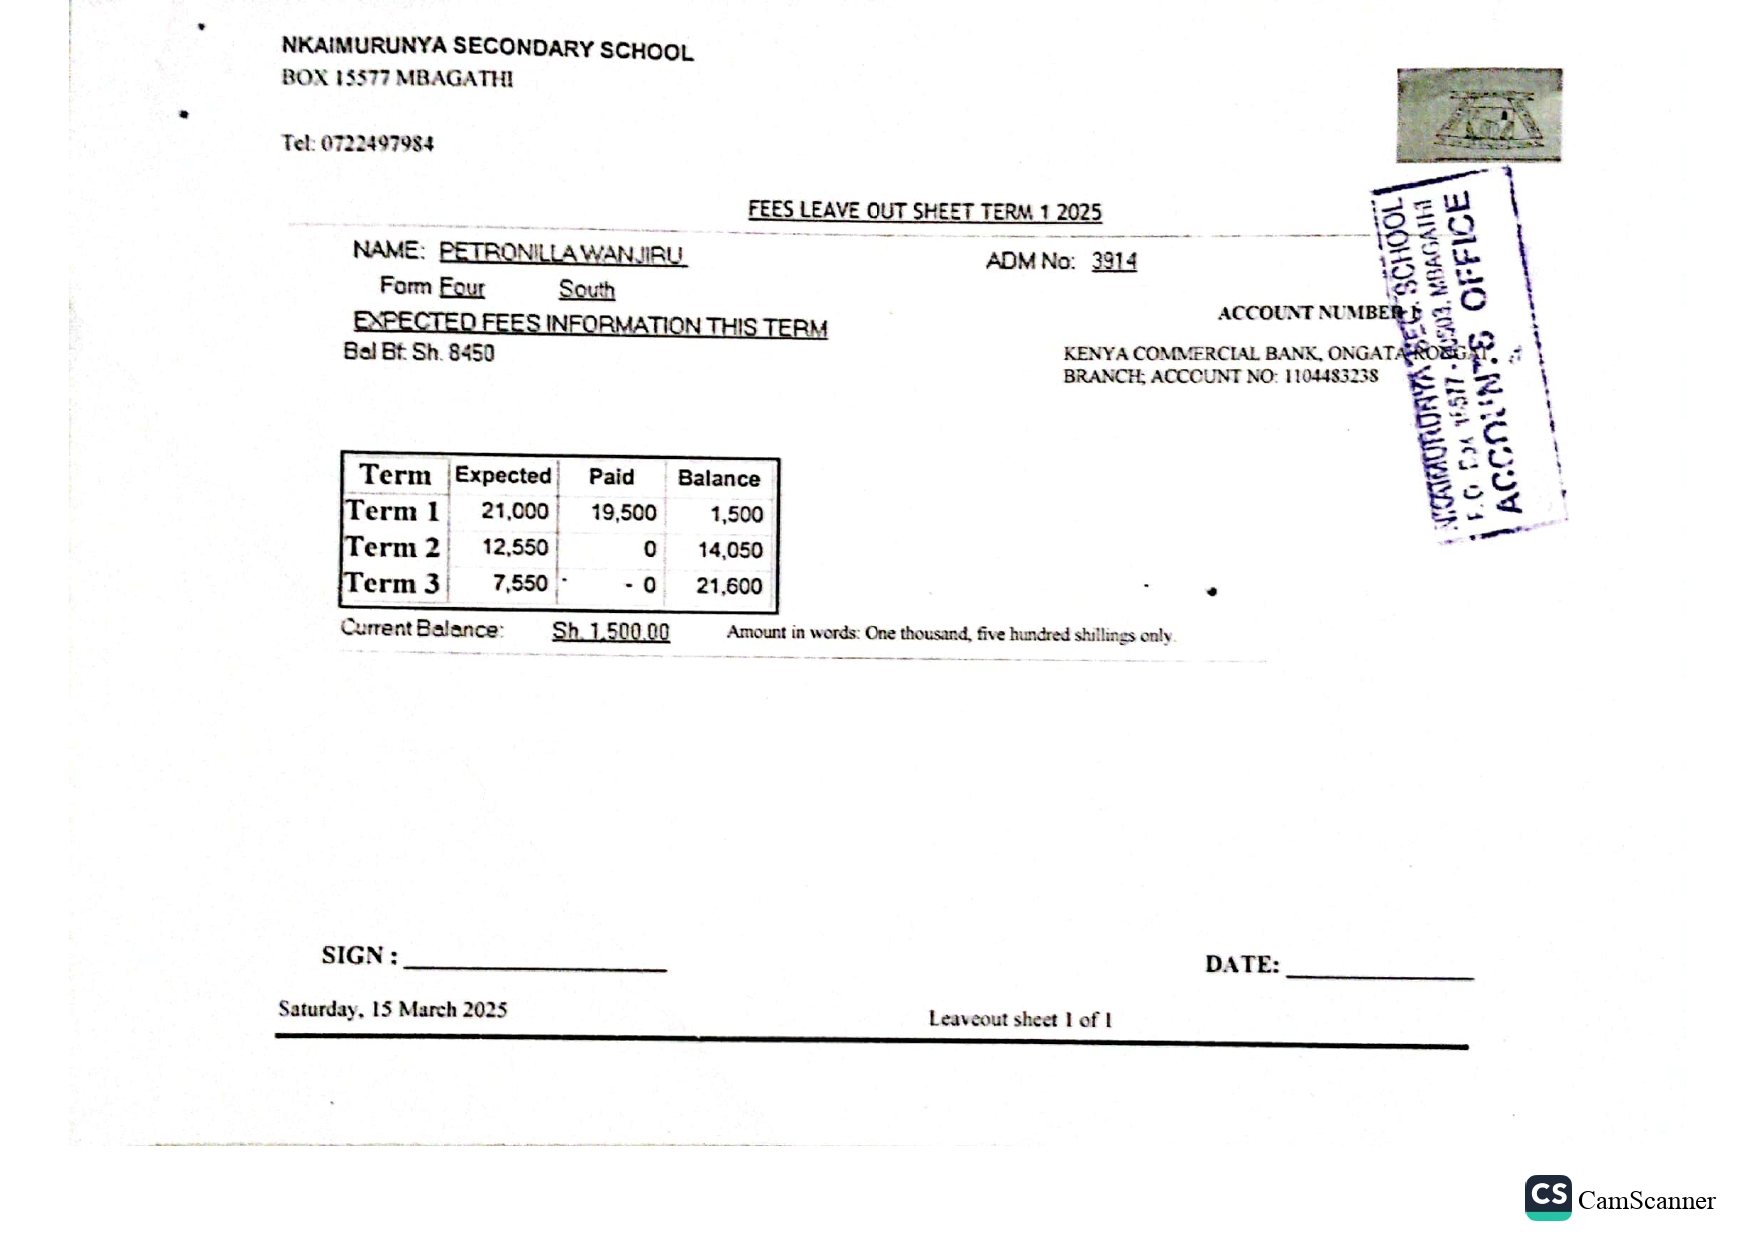 NKAIMURUNYA SECONDARY SCHOOL
BOX 15577 MBAGATHI
Tel: 0722497984
FEES LEAVE OUT SHEET TERM 1 2025
NAME: PETRONILLA WANJIRU
ADM No: 3914
Form Four South
ACCOUNT NUMBER
EXPECTED FEES INFORMATION THIS TERM
Bal Bf: Sh. 8450
KENYA COMMERCIAL BANK, ONGATA RONGAI
BRANCH; ACCCOUNT NO: 1104483238
NKAIMURUNYA SEC. SCHOOL
P.O. Box 15577 - 00503, MBAGATHI
ACCOUNTS OFFICE
Term Expected Paid Balance
Term 1 21,000 19,500 1,500
Term 2 12,550 0 14,050
Term 3 7,550 - 0 21,600
Current Balance: Sh. 1,500.00 Amount in words: One thousand, five hundred shillings only.
SIGN :
DATE:
Saturday, 15 March 2025
Leaveout sheet 1 of 1
CS CamScanner